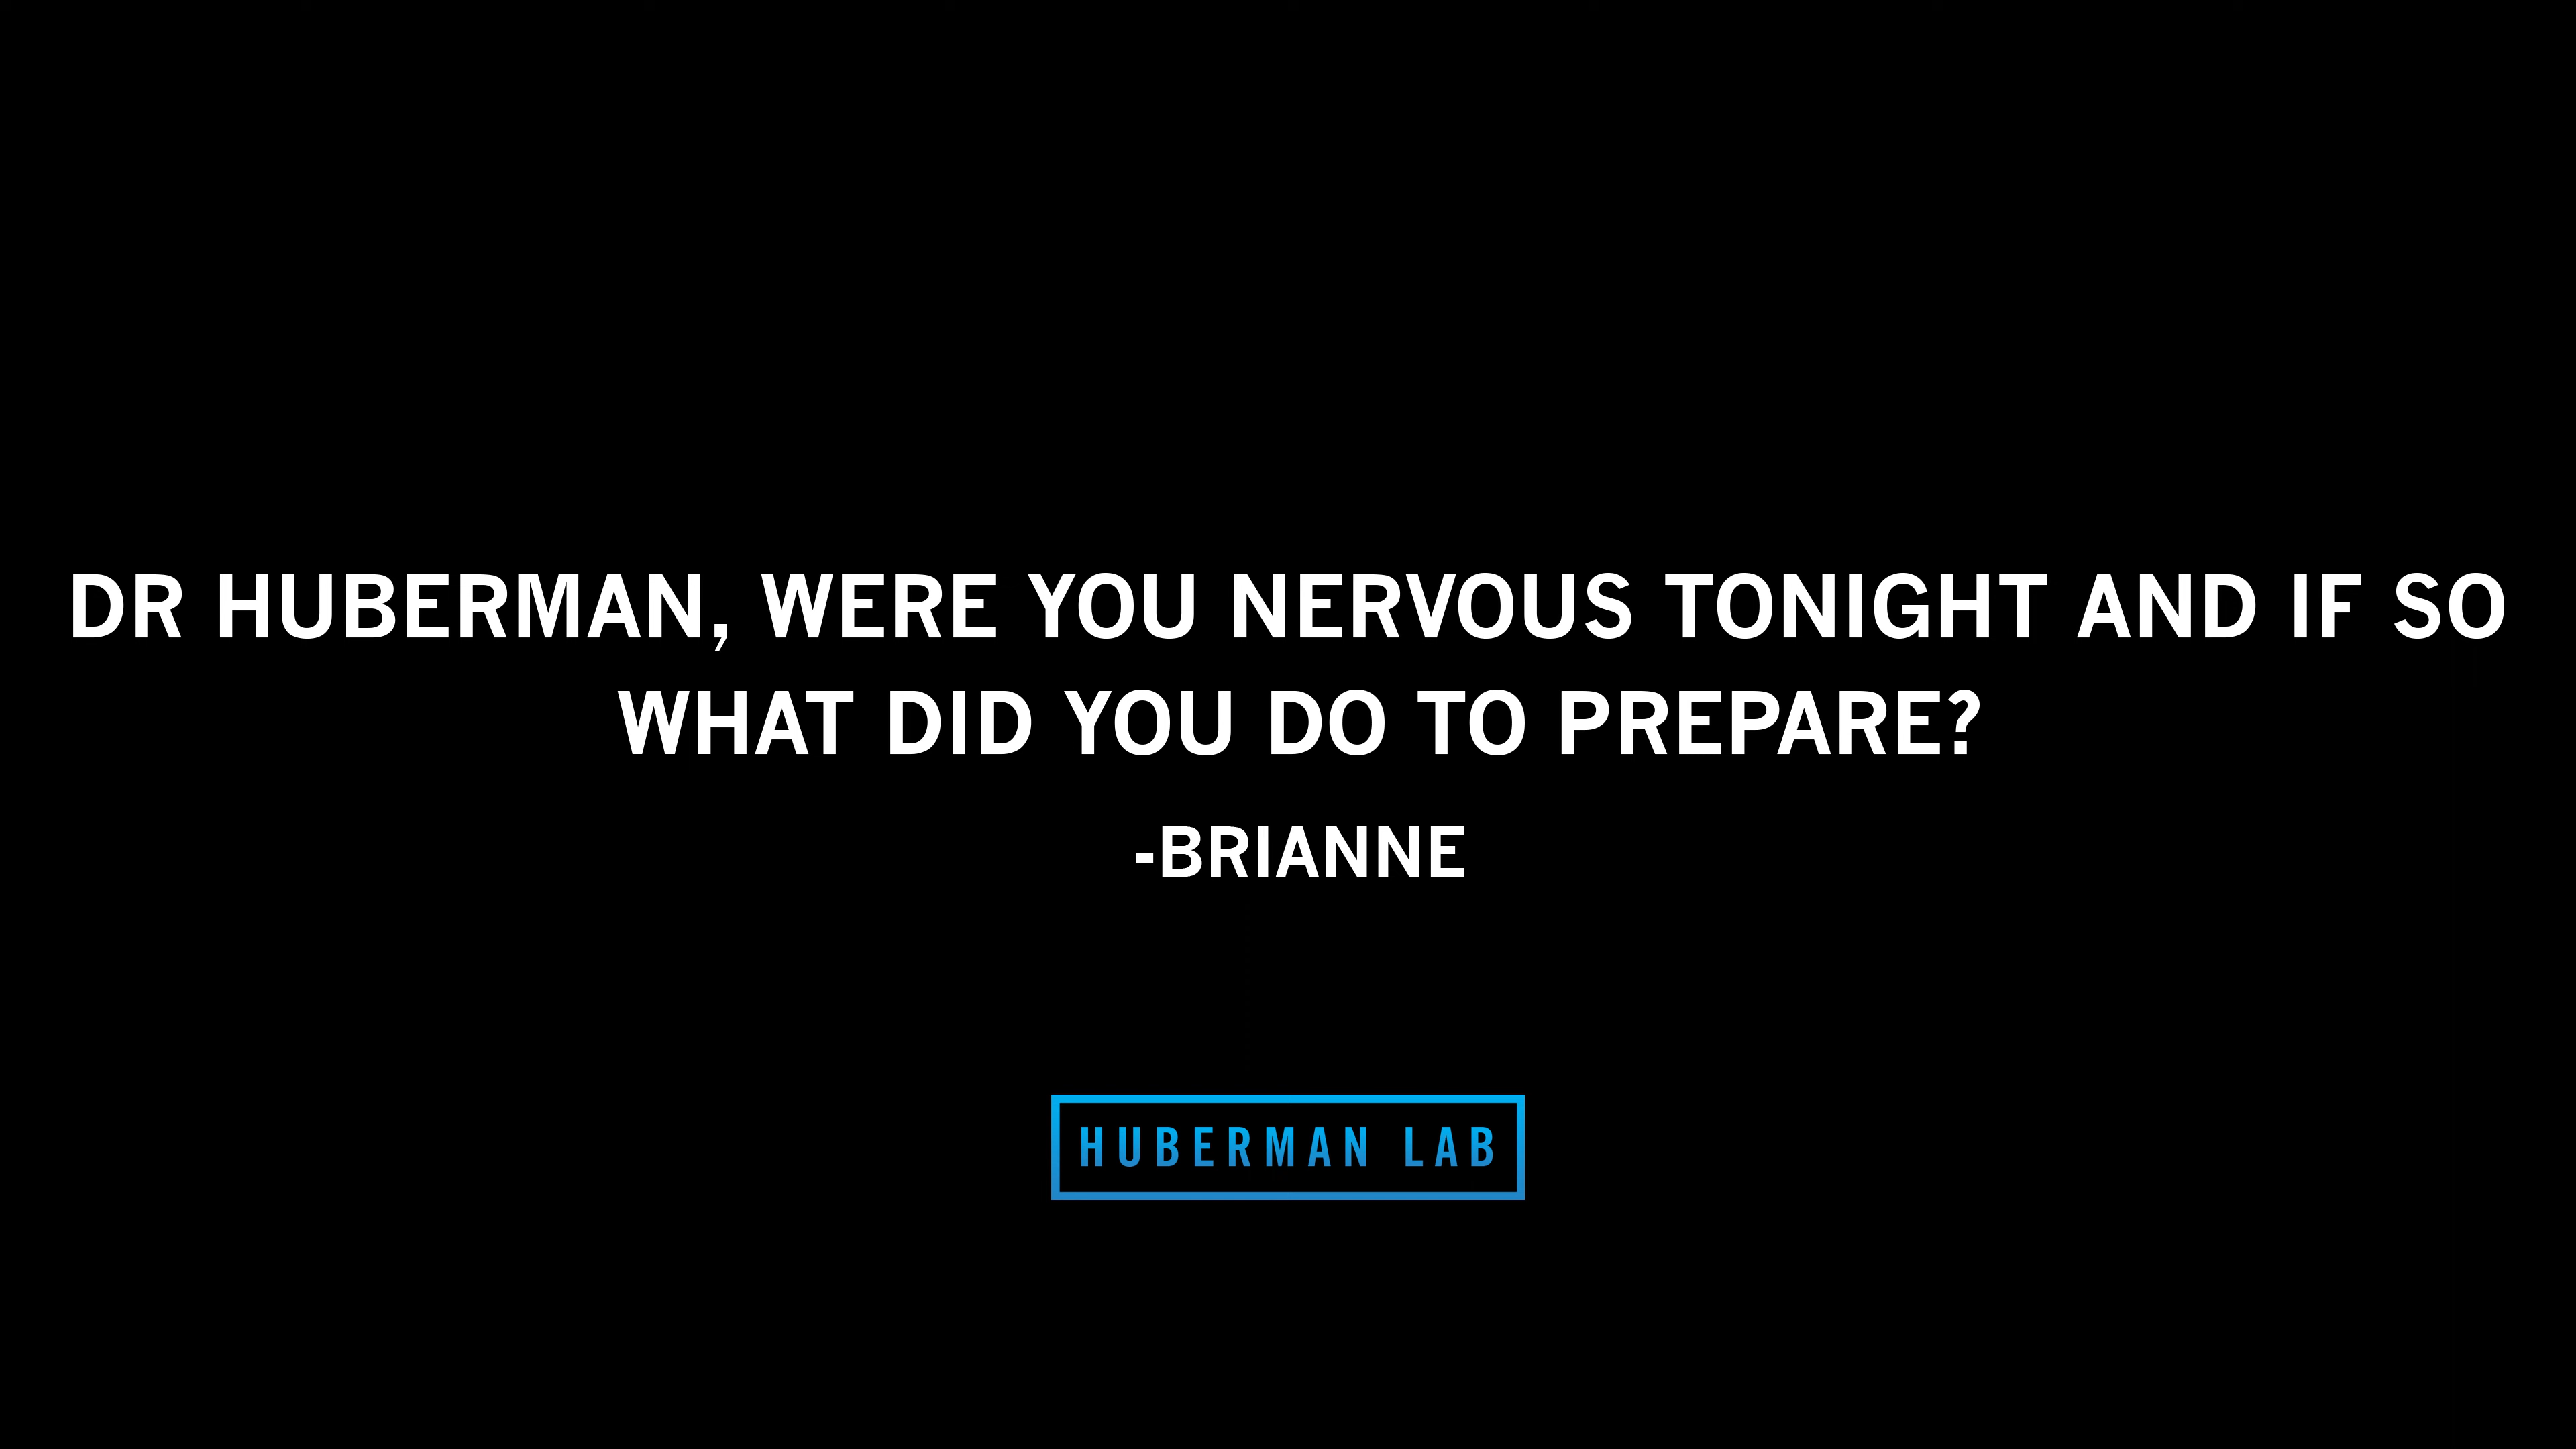 DR HUBERMAN, WERE YOU NERVOUS TONIGHT AND IF SO
WHAT DID YOU DO TO PREPARE?
-BRIANNE
HUBERMAN LAB